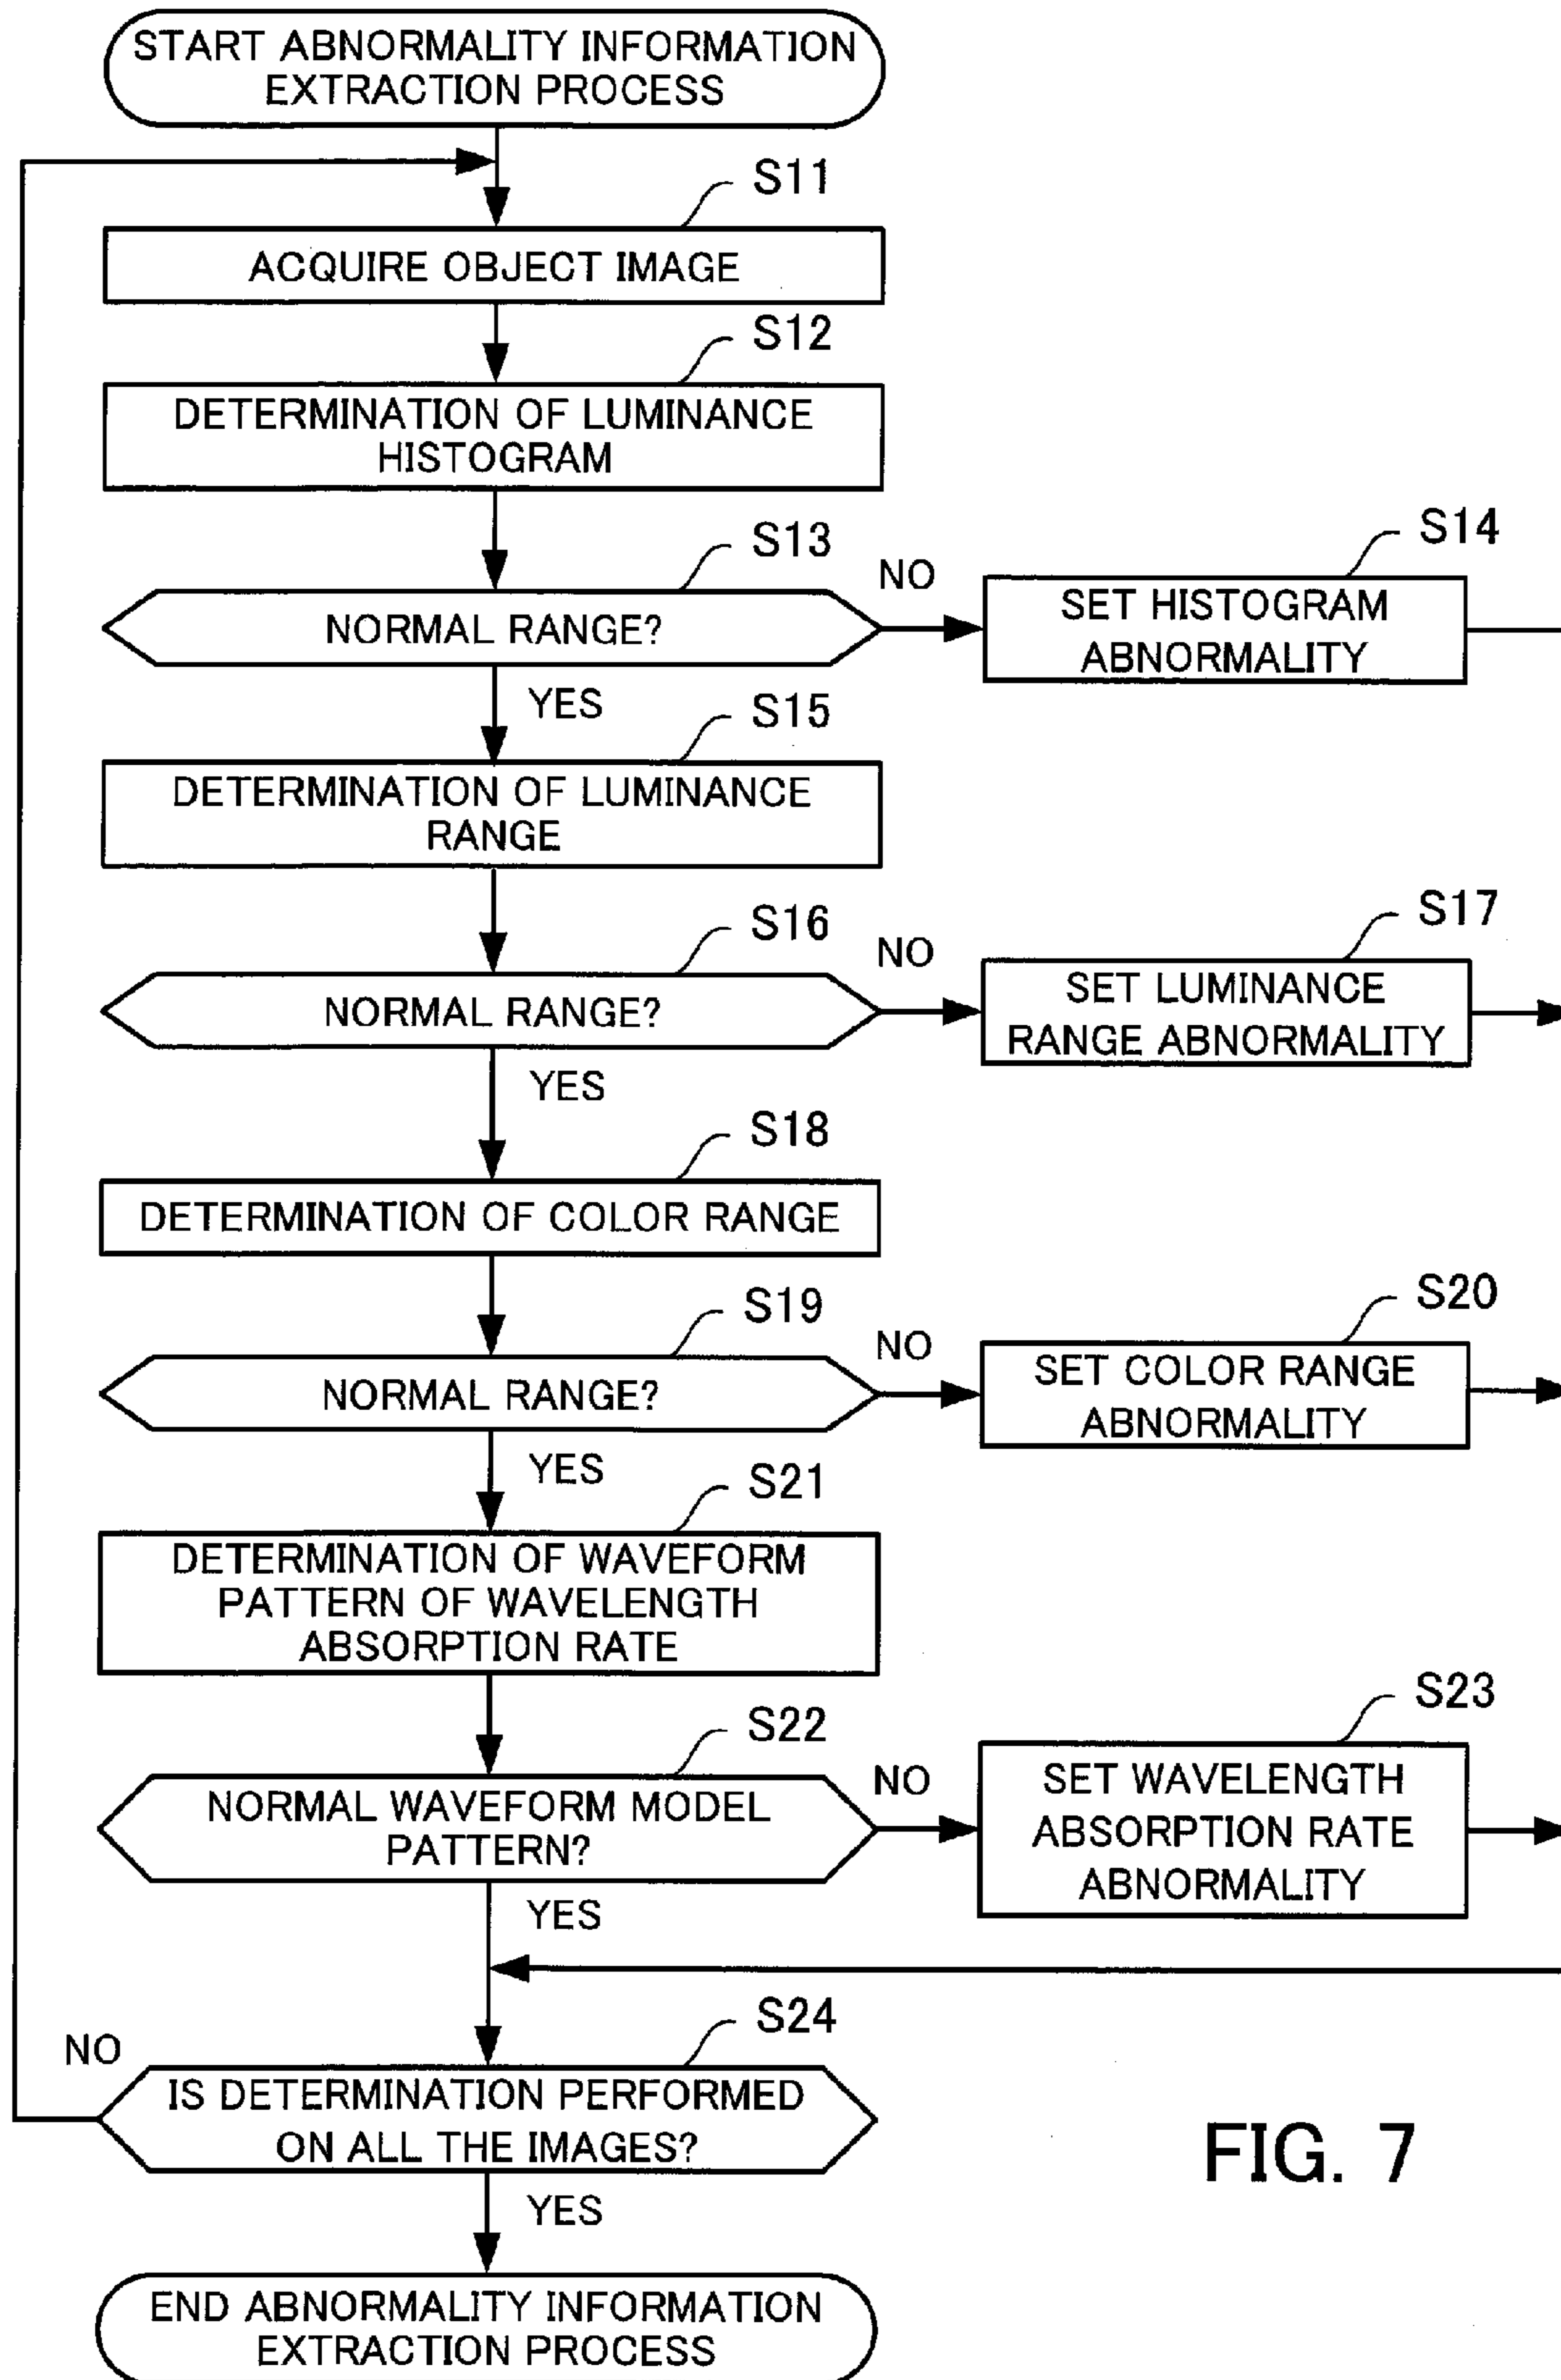 START ABNORMALITY INFORMATION
EXTRACTION PROCESS
S11
ACQUIRE OBJECT IMAGE
S12
DETERMINATION OF LUMINANCE
HISTOGRAM
S13
NORMAL RANGE?
NO
S14
SET HISTOGRAM
ABNORMALITY
YES
S15
DETERMINATION OF LUMINANCE
RANGE
S16
NORMAL RANGE?
NO
S17
SET LUMINANCE
RANGE ABNORMALITY
YES
S18
DETERMINATION OF COLOR RANGE
S19
NORMAL RANGE?
NO
S20
SET COLOR RANGE
ABNORMALITY
YES
S21
DETERMINATION OF WAVEFORM
PATTERN OF WAVELENGTH
ABSORPTION RATE
S22
NORMAL WAVEFORM MODEL
PATTERN?
NO
S23
SET WAVELENGTH
ABSORPTION RATE
ABNORMALITY
YES
S24
NO
IS DETERMINATION PERFORMED
ON ALL THE IMAGES?
YES
END ABNORMALITY INFORMATION
EXTRACTION PROCESS
FIG. 7